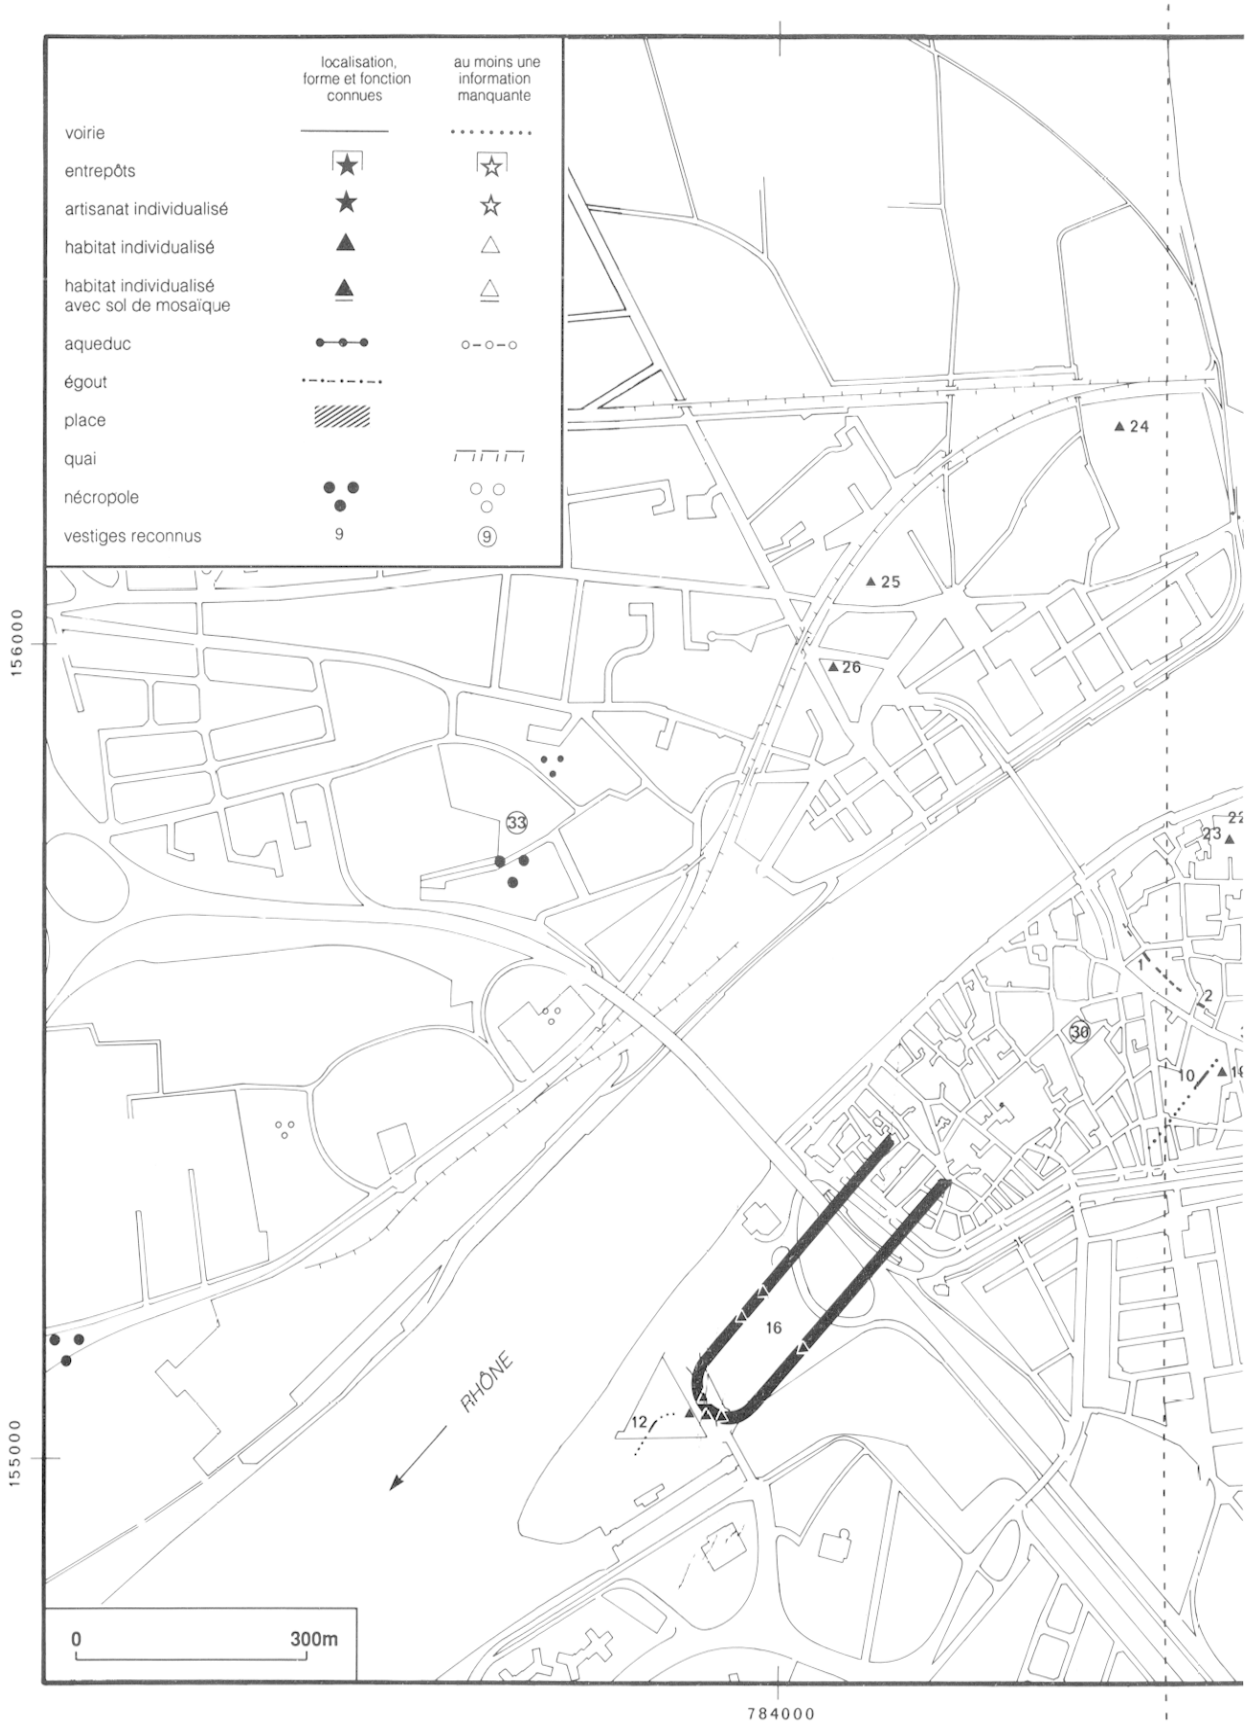 localisation,
forme et fonction
connues
au moins une
information
manquante
voirie
entrepôts
artisanat individualisé
habitat individualisé
habitat individualisé
avec sol de mosaïque
aqueduc
égout
place
quai
nécropole
vestiges reconnus 9 9
24
25
26
156000
33
22
23
1
2
30
10
19
16
RHÔNE
12
155000
0 300m
784000